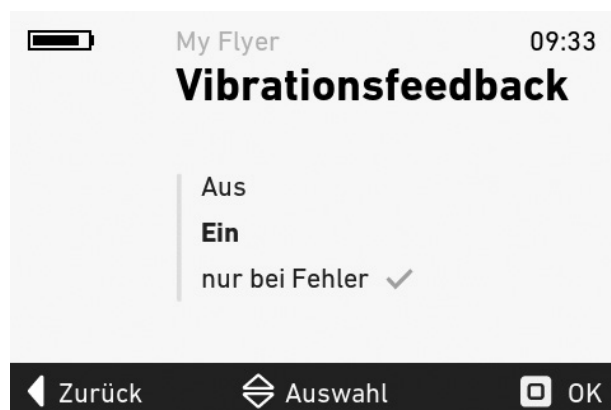 My Flyer 09:33
Vibrationsfeedback
Aus
Ein
nur bei Fehler
Zurück Auswahl OK